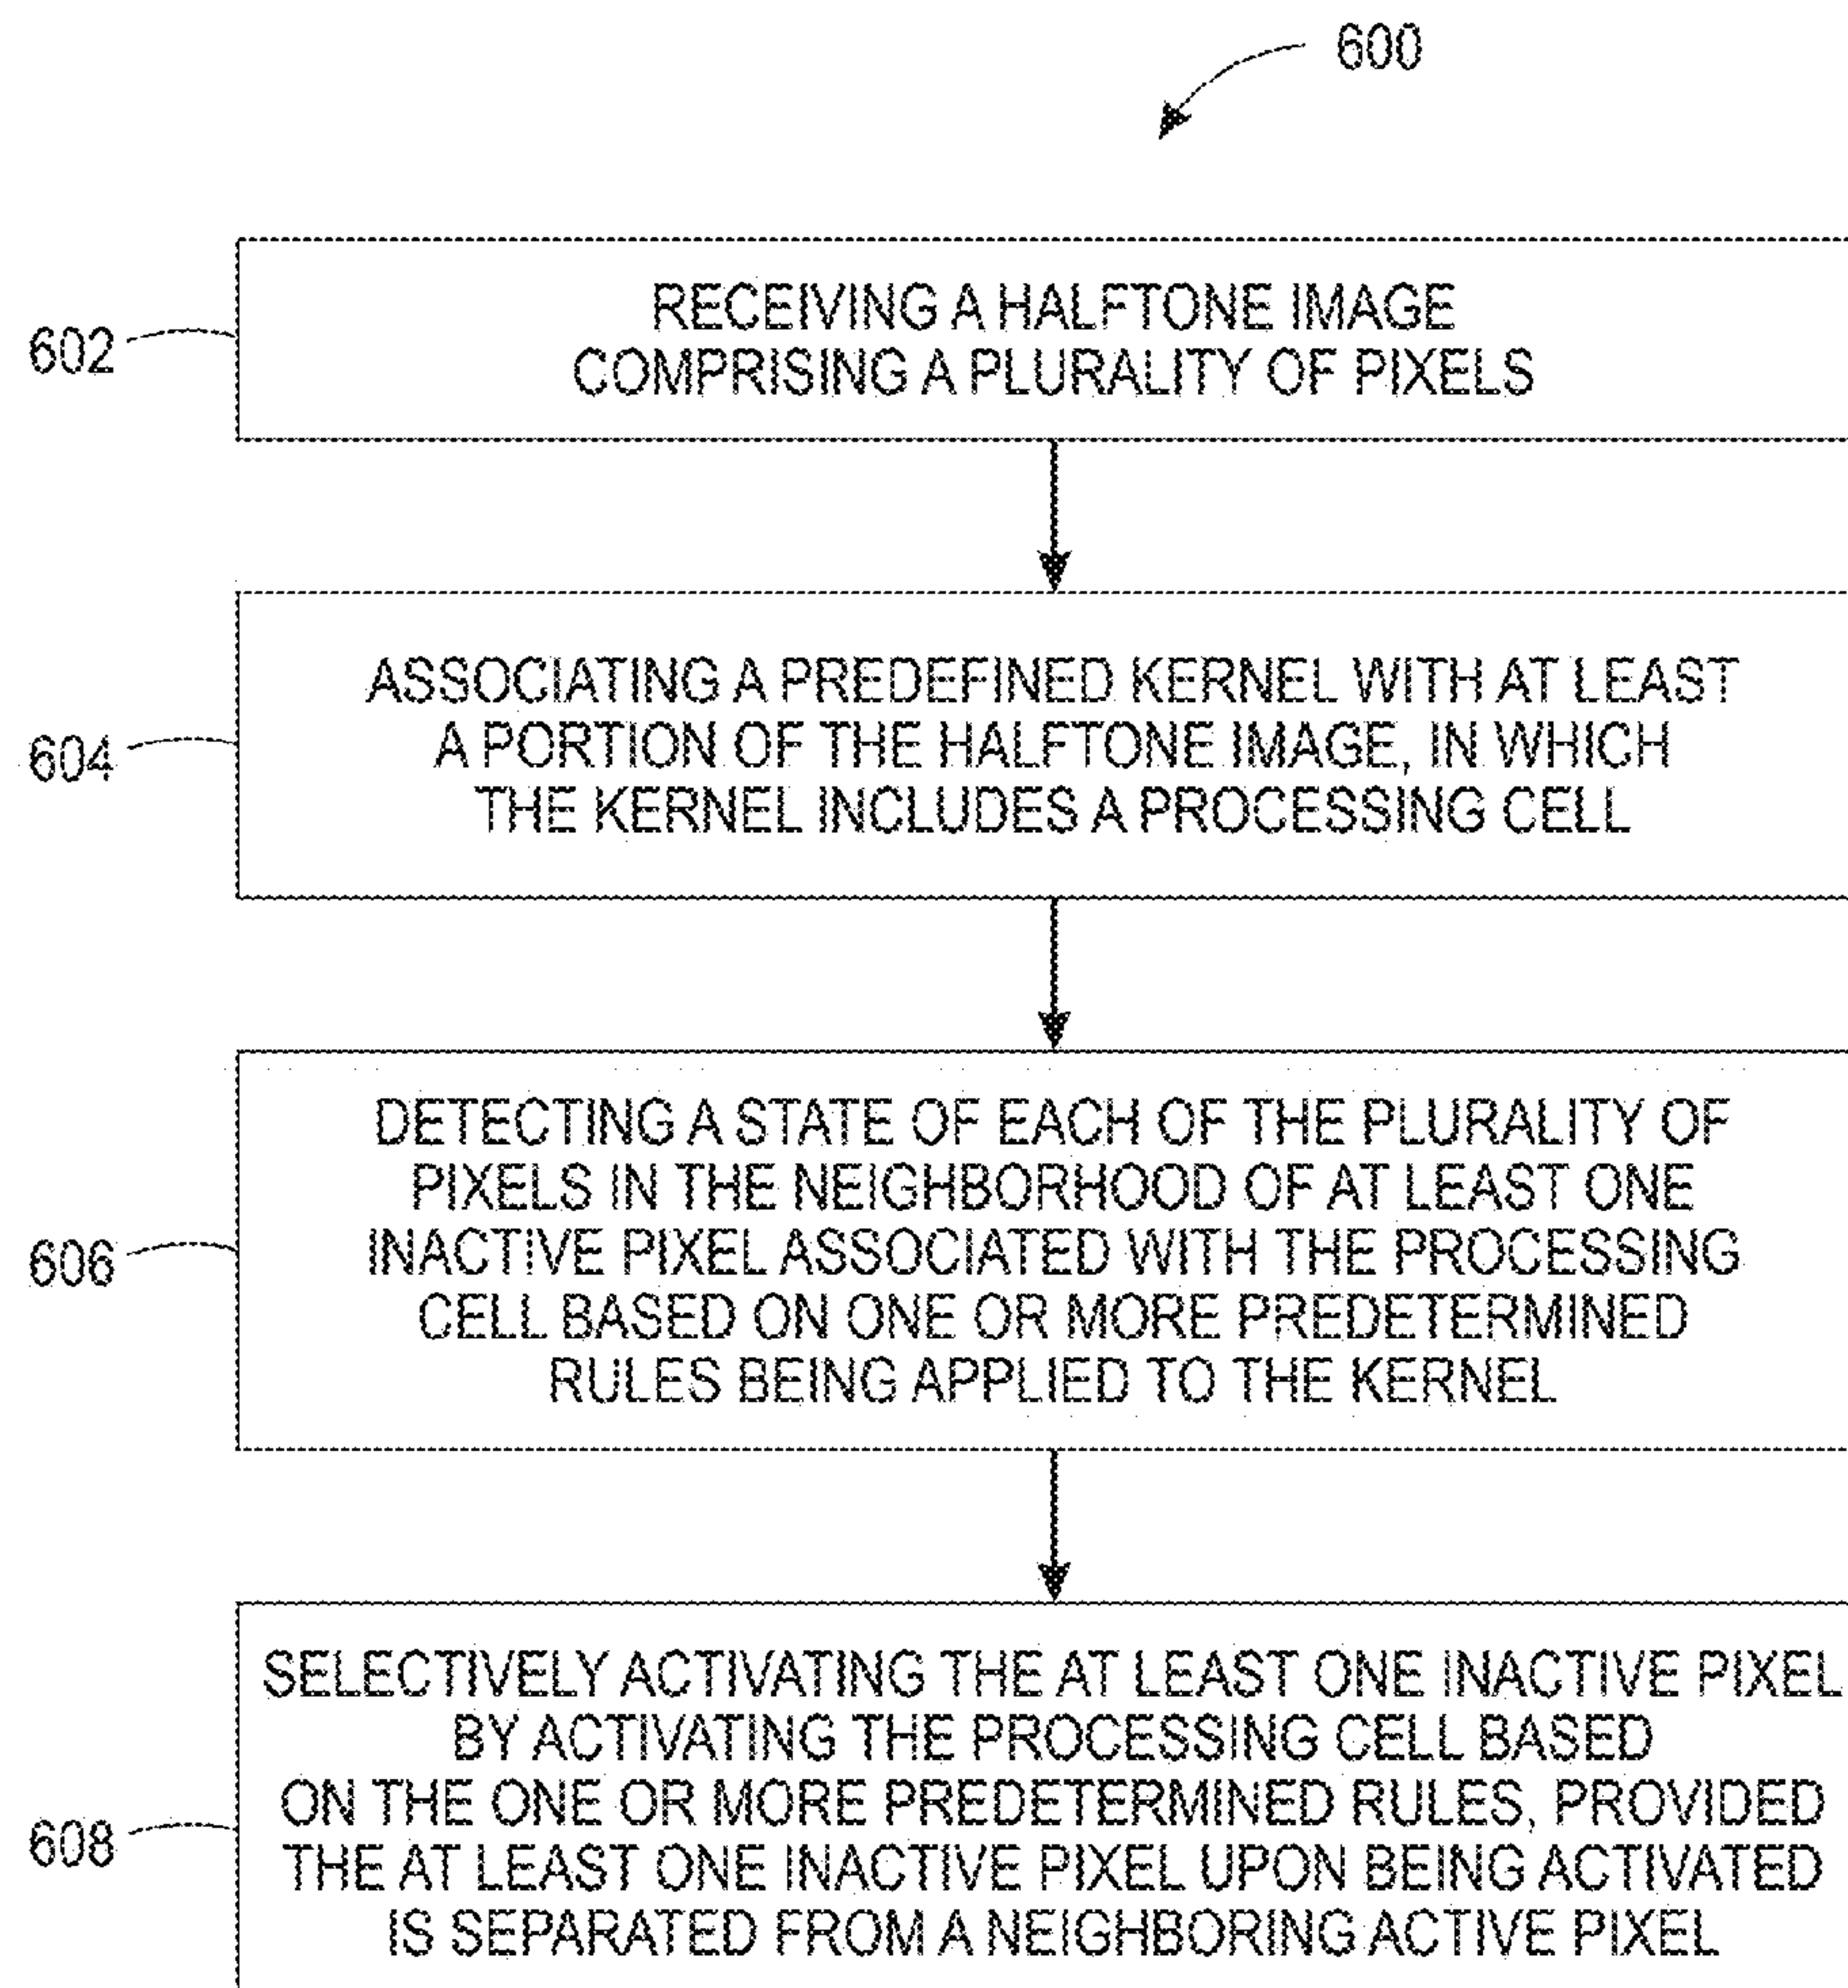 600
602
RECEIVING A HALFTONE IMAGE
COMPRISING A PLURALITY OF PIXELS
604
ASSOCIATING A PREDEFINED KERNEL WITH AT LEAST
A PORTION OF THE HALFTONE IMAGE, IN WHICH
THE KERNEL INCLUDES A PROCESSING CELL
606
DETECTING A STATE OF EACH OF THE PLURALITY OF
PIXELS IN THE NEIGHBORHOOD OF AT LEAST ONE
INACTIVE PIXEL ASSOCIATED WITH THE PROCESSING
CELL BASED ON ONE OR MORE PREDETERMINED
RULES BEING APPLIED TO THE KERNEL
608
SELECTIVELY ACTIVATING THE AT LEAST ONE INACTIVE PIXEL
BY ACTIVATING THE PROCESSING CELL BASED
ON THE ONE OR MORE PREDETERMINED RULES, PROVIDED
THE AT LEAST ONE INACTIVE PIXEL UPON BEING ACTIVATED
IS SEPARATED FROM A NEIGHBORING ACTIVE PIXEL